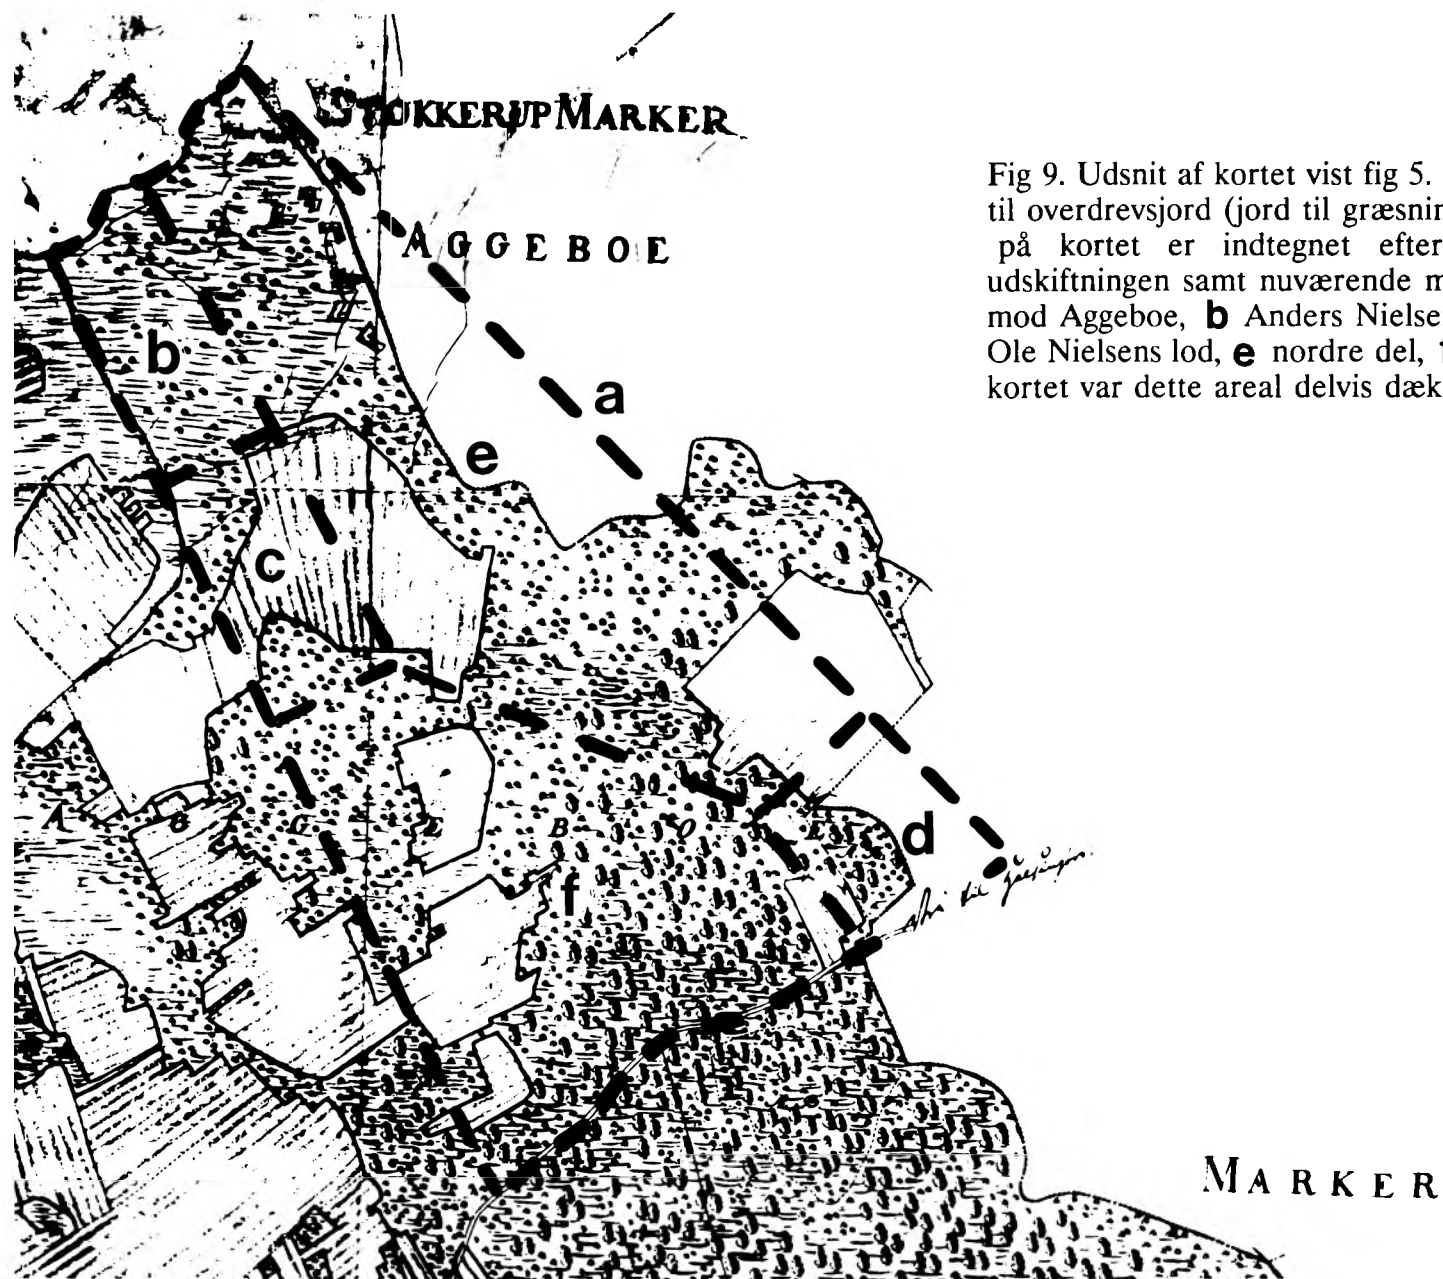 STOKKERUP MARKER
AGGEBOE
Fig 9. Udsnit af kortet vist fig 5.
til overdrevsjord (jord til græsnin
på kortet er indtegnet efter
udskiftningen samt nuværende m
mod Aggeboe, b Anders Nielse
Ole Nielsens lod, e nordre del,
kortet var dette areal delvis dæk
b
a
e
c
A G G E B O E
d
f
til
MARKER